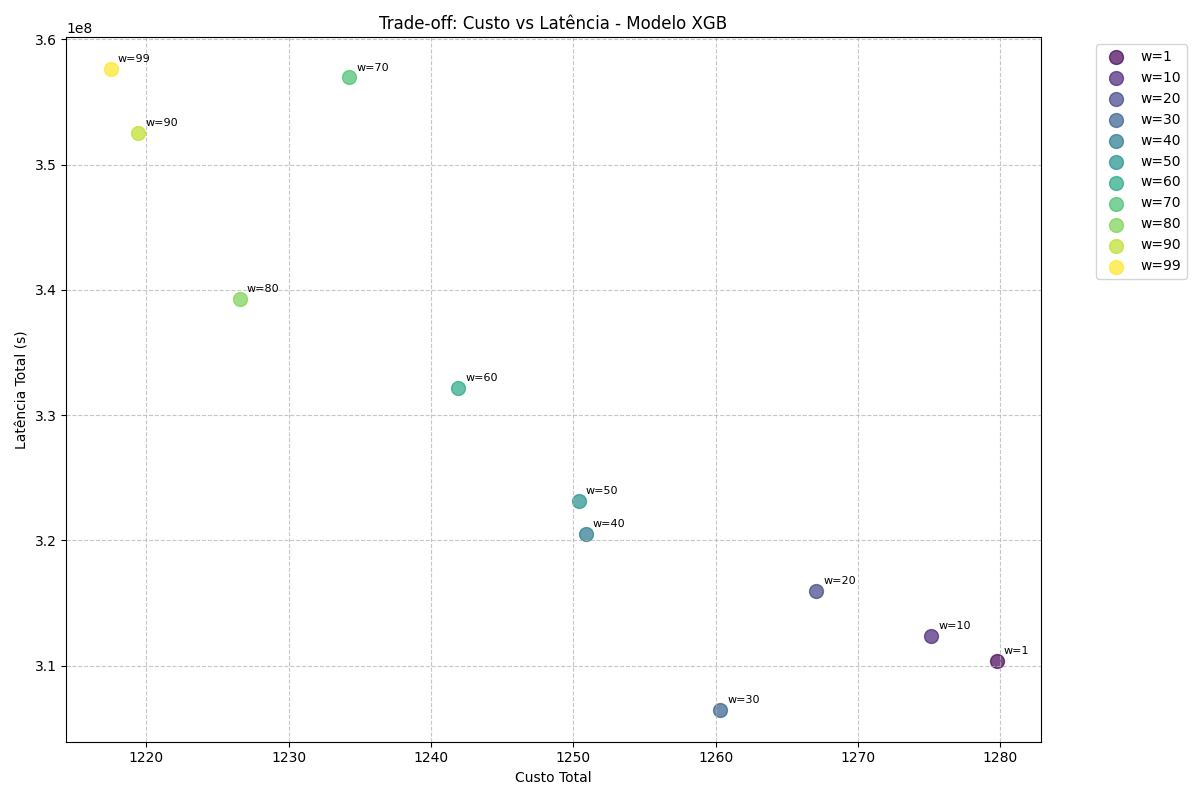 Trade-off: Custo vs Latência - Modelo XGB
1e8
3.6
3.5
3.4
3.3
3.2
3.1
Latência Total (s)
w=99
w=70
w=90
w=80
w=60
w=50
w=40
w=20
w=10
w=1
w=30
1220
1230
1240
1250
1260
1270
1280
Custo Total
w=1
w=10
w=20
w=30
w=40
w=50
w=60
w=70
w=80
w=90
w=99